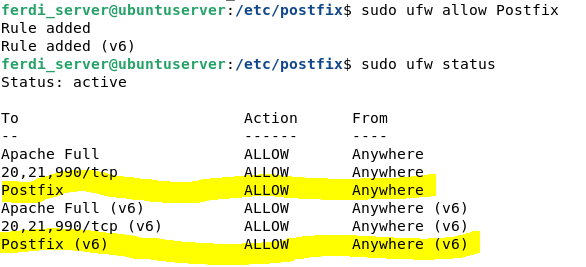 ferdi_server@ubuntuserver:/etc/postfix$ sudo ufw allow Postfix
Rule added
Rule added (v6)
ferdi_server@ubuntuserver:/etc/postfix$ sudo ufw status
Status: active
To Action From
-- ------ ----
Apache Full ALLOW Anywhere
20,21,990/tcp ALLOW Anywhere
Postfix ALLOW Anywhere
Apache Full (v6) ALLOW Anywhere (v6)
20,21,990/tcp (v6) ALLOW Anywhere (v6)
Postfix (v6) ALLOW Anywhere (v6)